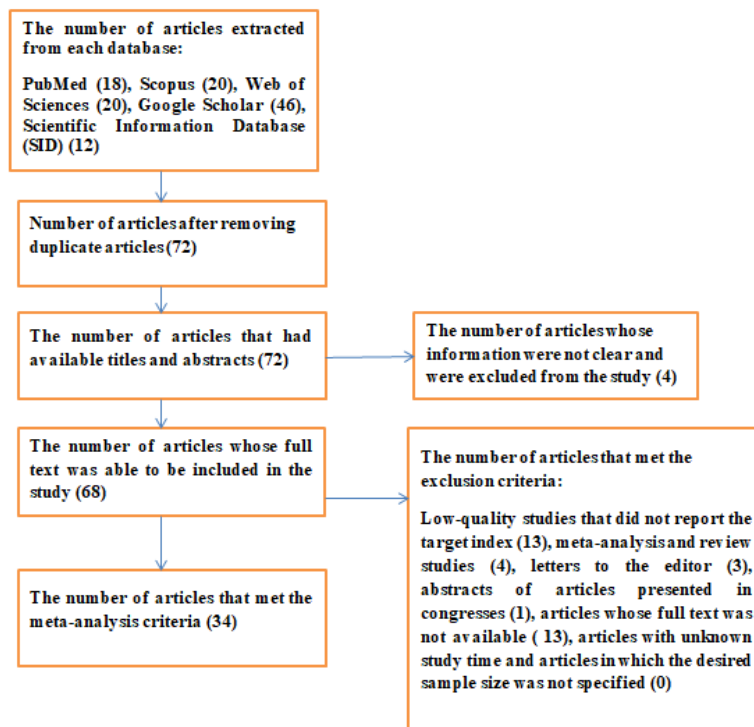 The number of articles extracted
from each database:
PubMed (18), Scopus (20), Web of
Sciences (20), Google Scholar (46),
Scientific Information Database
(SID) (12)
Number of articles after removing
duplicate articles (72)
The number of articles that had
available titles and abstracts (72)
The number of articles whose
information were not clear and
were excluded from the study (4)
The number of articles whose full
text was able to be included in the
study (68)
The number of articles that met the
exclusion criteria:
Low-quality studies that did not report the
target index (13), meta-analysis and review
studies (4), letters to the editor (3),
abstracts of articles presented in
congresses (1), articles whose full text was
not available ( 13), articles with unknown
study time and articles in which the desired
sample size was not specified (0)
The number of articles that met the
meta-analysis criteria (34)